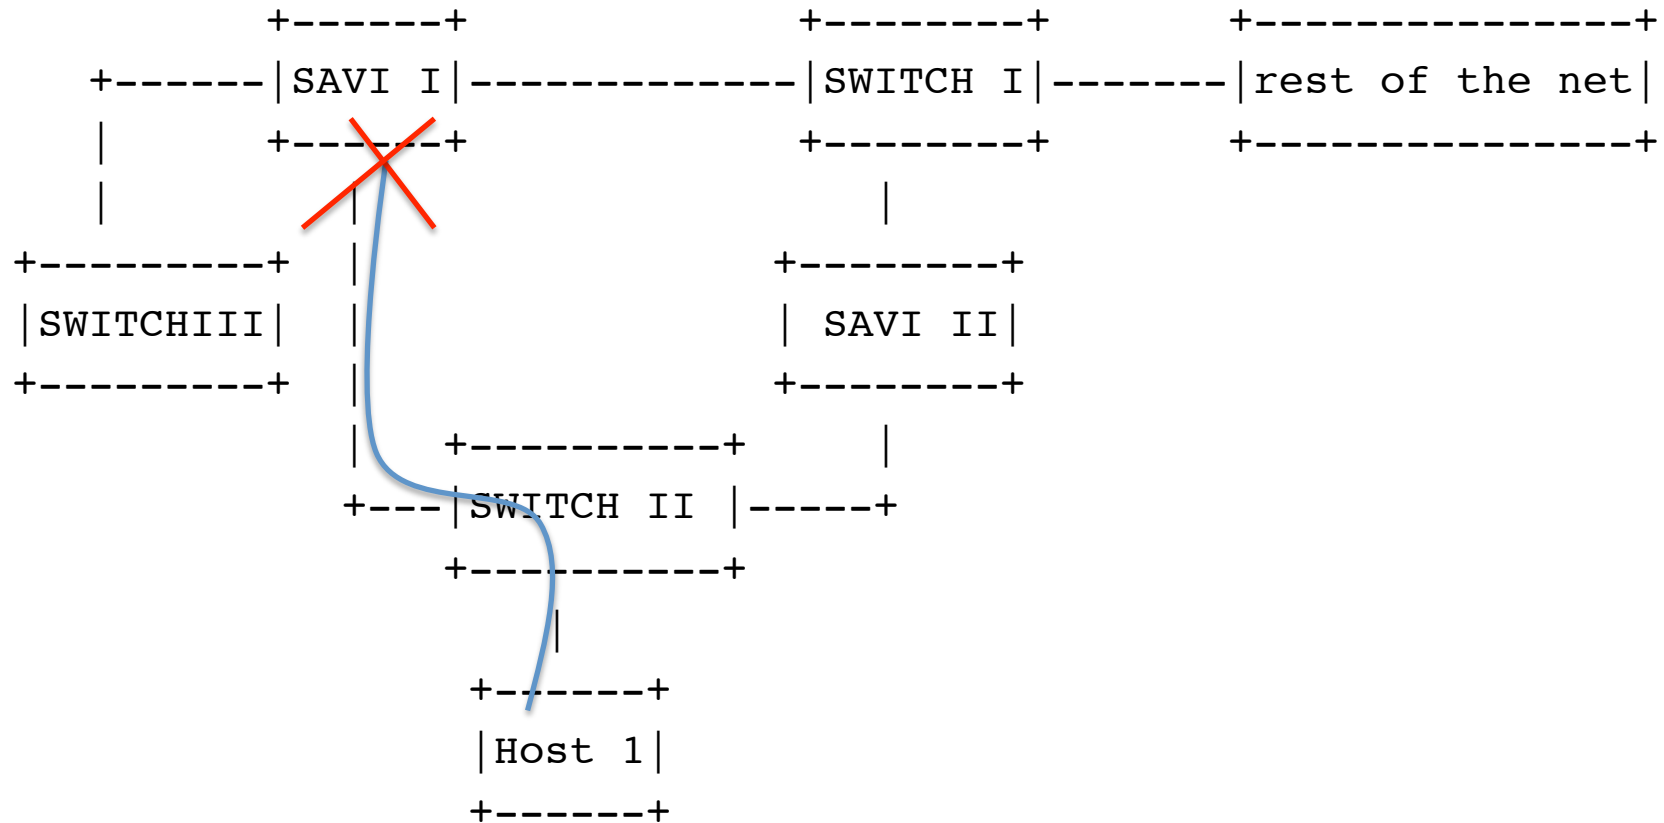 SAVI I SWITCH I rest of the net
SWITCHIII SAVI II
SWITCH II
Host 1